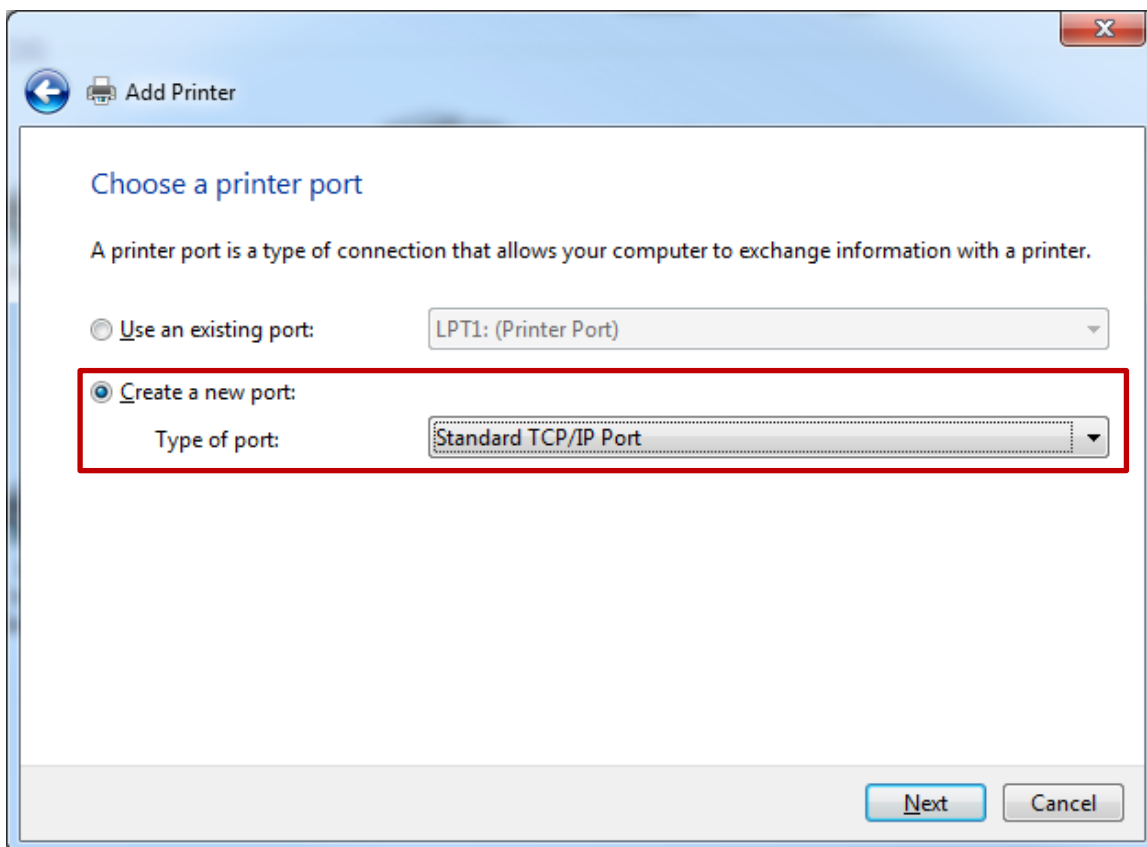 Add Printer
Choose a printer port
A printer port is a type of connection that allows your computer to exchange information with a printer.
Use an existing port: LPT1: (Printer Port)
Create a new port:
Type of port: Standard TCP/IP Port
Next Cancel